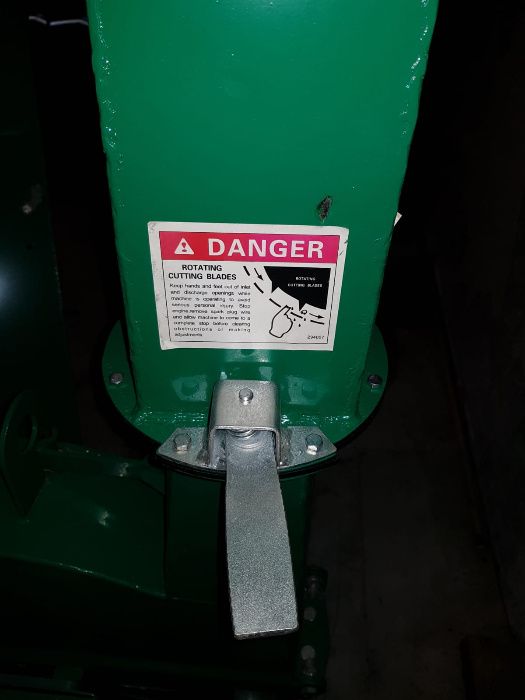 DANGER
ROTATING
CUTTING BLADES
Keep hands and feet out of inlet
and discharge openings while
machine is operating to avoid
serious personal injury. Stop
engine,remove spark plug wire
and allow machine to come to a
complete stop before clearing
obstructions or making
adjustments
ROTATING
CUTTING BLADES